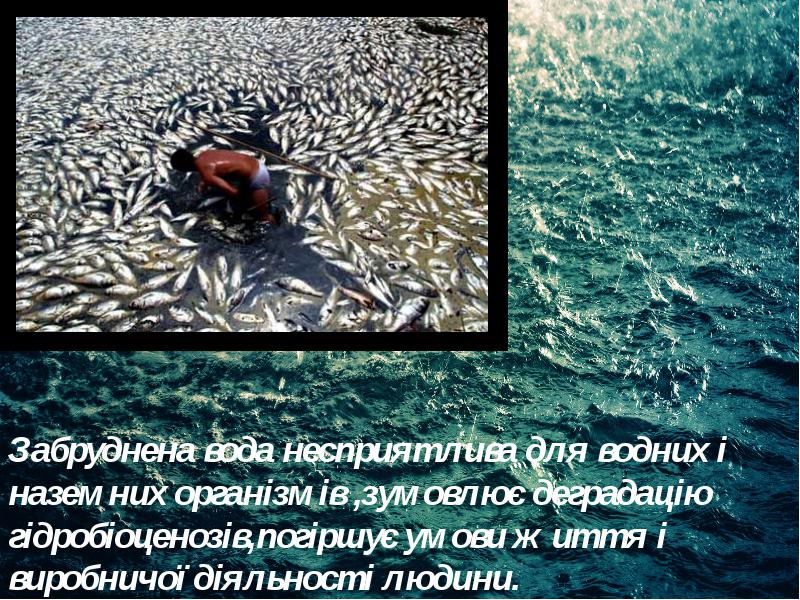 Забруднена вода несприятлива для водних і
наземних організмів ,зумовлює деградацію
гідробіоценозів,погіршує умови життя і
виробничої діяльності людини.